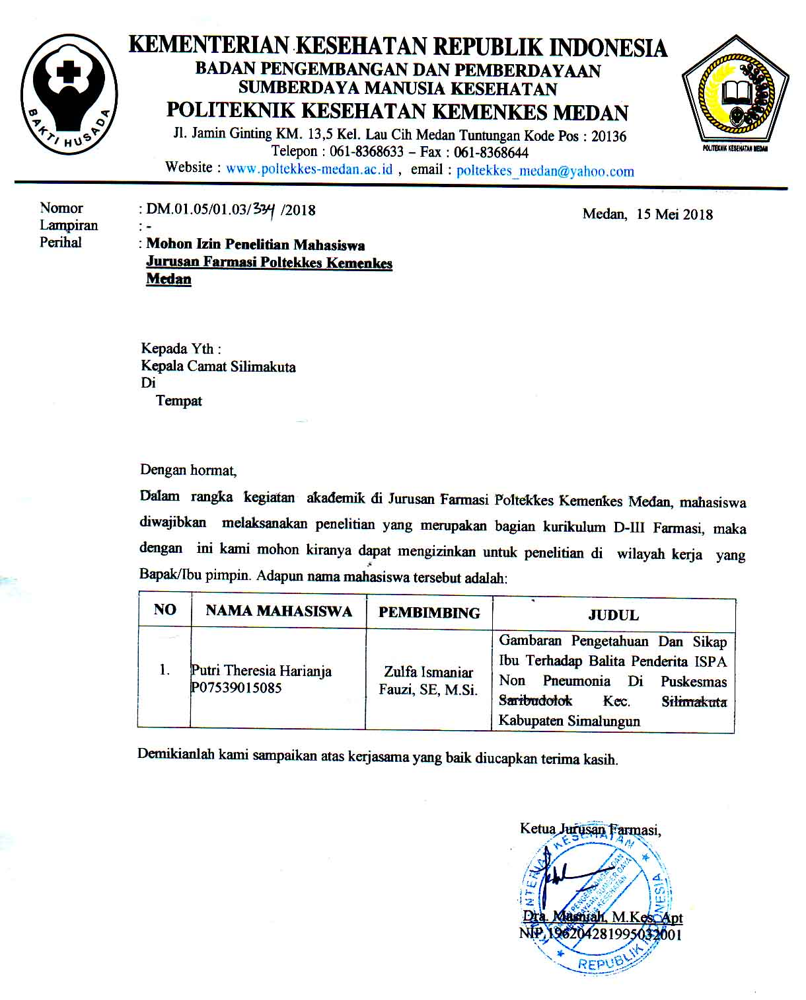 KEMENTERIAN KESEHATAN REPUBLIK INDONESIA
BADAN PENGEMBANGAN DAN PEMBERDAYAAN
SUMBERDAYA MANUSIA KESEHATAN
POLITEKNIK KESEHATAN KEMENKES MEDAN
Jl. Jamin Ginting KM. 13,5 Kel. Lau Cih Medan Tuntungan Kode Pos : 20136
Telepon : 061-8368633 – Fax : 061-8368644
Website : www.poltekkes-medan.ac.id , email : poltekkes_medan@yahoo.com
BAKTI HUSADA
POLITEKNIK KESEHATAN MEDAN
Nomor : DM.01.05/01.03/334 /2018
Medan, 15 Mei 2018
Lampiran : -
Perihal : Mohon Izin Penelitian Mahasiswa
Jurusan Farmasi Poltekkes Kemenkes
Medan
Kepada Yth :
Kepala Camat Silimakuta
Di
Tempat
Dengan hormat,
Dalam rangka kegiatan akademik di Jurusan Farmasi Poltekkes Kemenkes Medan, mahasiswa
diwajibkan melaksanakan penelitian yang merupakan bagian kurikulum D-III Farmasi, maka
dengan ini kami mohon kiranya dapat mengizinkan untuk penelitian di wilayah kerja yang
Bapak/Ibu pimpin. Adapun nama mahasiswa tersebut adalah:
NO NAMA MAHASISWA PEMBIMBING JUDUL
1.
Putri Theresia Harianja
P07539015085
Zulfa Ismaniar
Fauzi, SE, M.Si.
Gambaran Pengetahuan Dan Sikap
Ibu Terhadap Balita Penderita ISPA
Non Pneumonia Di Puskesmas
Saribudolok Kec. Silimakuta
Kabupaten Simalungun
Demikianlah kami sampaikan atas kerjasama yang baik diucapkan terima kasih.
Ketua Jurusan Farmasi,
KEMENTERIAN KESEHATAN
REPUBLIK INDONESIA
BADAN PENGEMBANGAN DAN
PEMBERDAYAAN SUMBER DAYA
MANUSIA KESEHATAN
Dra. Masniah, M.Kes, Apt
NIP.196204281995032001